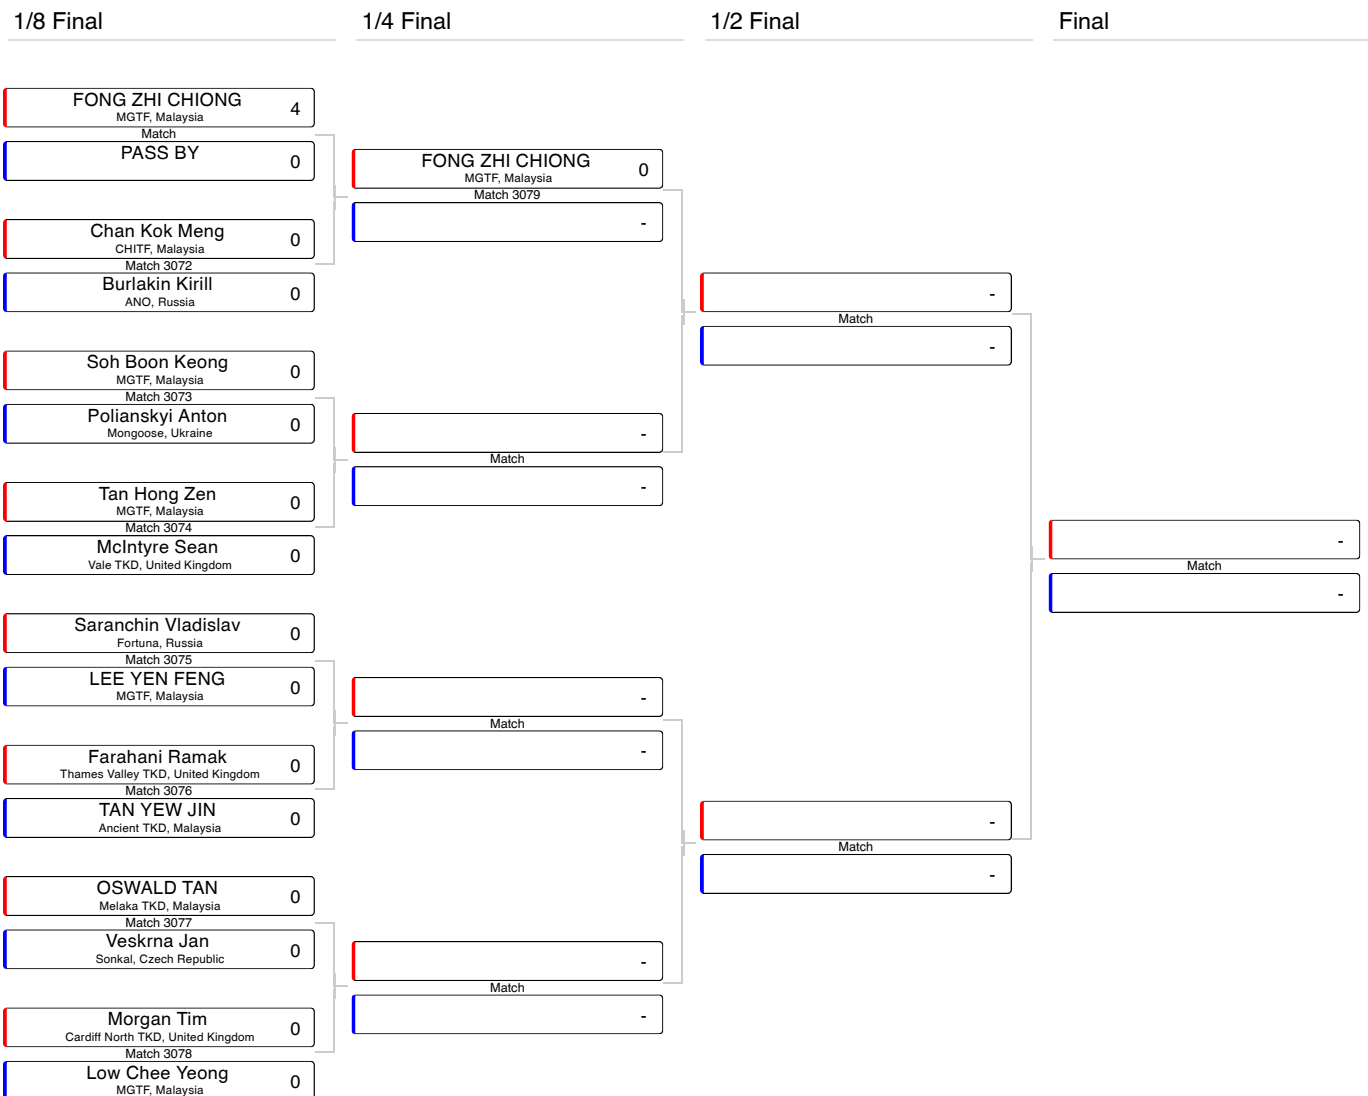 1/8 Final
1/4 Final
1/2 Final
Final
FONG ZHI CHIONG 4
MGTF, Malaysia
Match
PASS BY 0
Chan Kok Meng 0
CHITF, Malaysia
Match 3072
Burlakin Kirill 0
ANO, Russia
Soh Boon Keong 0
MGTF, Malaysia
Match 3073
Polianskyi Anton 0
Mongoose, Ukraine
Tan Hong Zen 0
MGTF, Malaysia
Match 3074
McIntyre Sean 0
Vale TKD, United Kingdom
Saranchin Vladislav 0
Fortuna, Russia
Match 3075
LEE YEN FENG 0
MGTF, Malaysia
Farahani Ramak 0
Thames Valley TKD, United Kingdom
Match 3076
TAN YEW JIN 0
Ancient TKD, Malaysia
OSWALD TAN 0
Melaka TKD, Malaysia
Match 3077
Veskrna Jan 0
Sonkal, Czech Republic
Morgan Tim 0
Cardiff North TKD, United Kingdom
Match 3078
Low Chee Yeong 0
MGTF, Malaysia
FONG ZHI CHIONG 0
MGTF, Malaysia
Match 3079
-
-
Match
-
-
Match
-
-
Match
-
-
Match
-
-
Match
-
-
Match
-